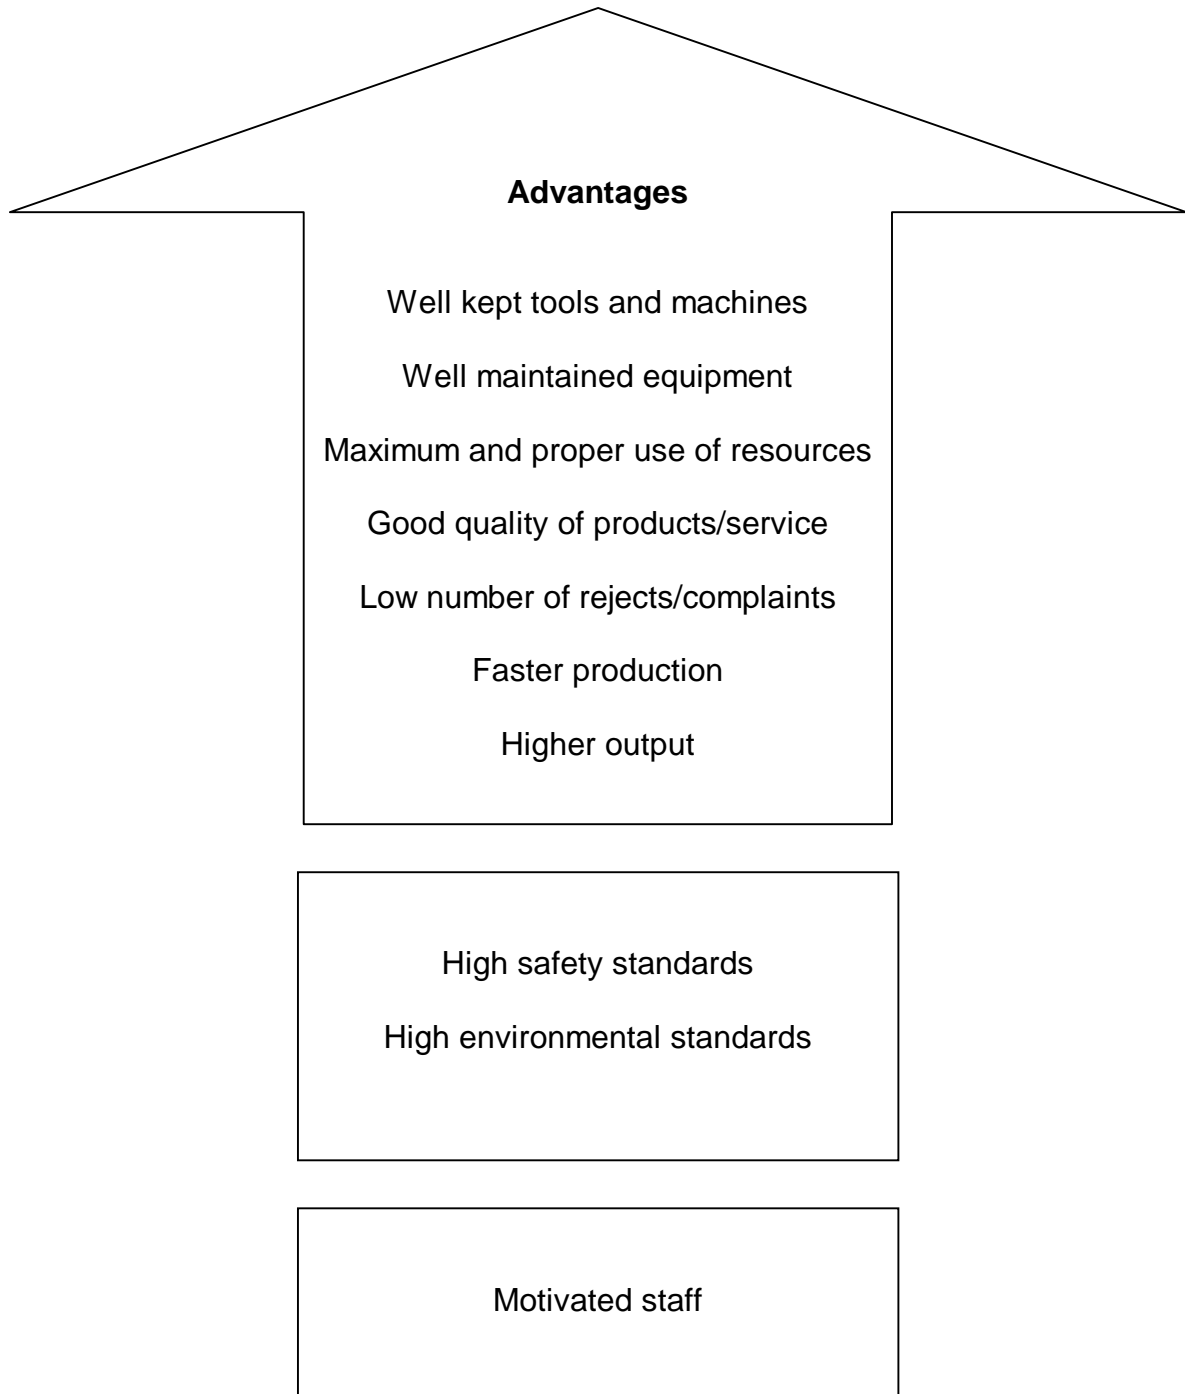 Advantages
Well kept tools and machines
Well maintained equipment
Maximum and proper use of resources
Good quality of products/service
Low number of rejects/complaints
Faster production
Higher output
High safety standards
High environmental standards
Motivated staff